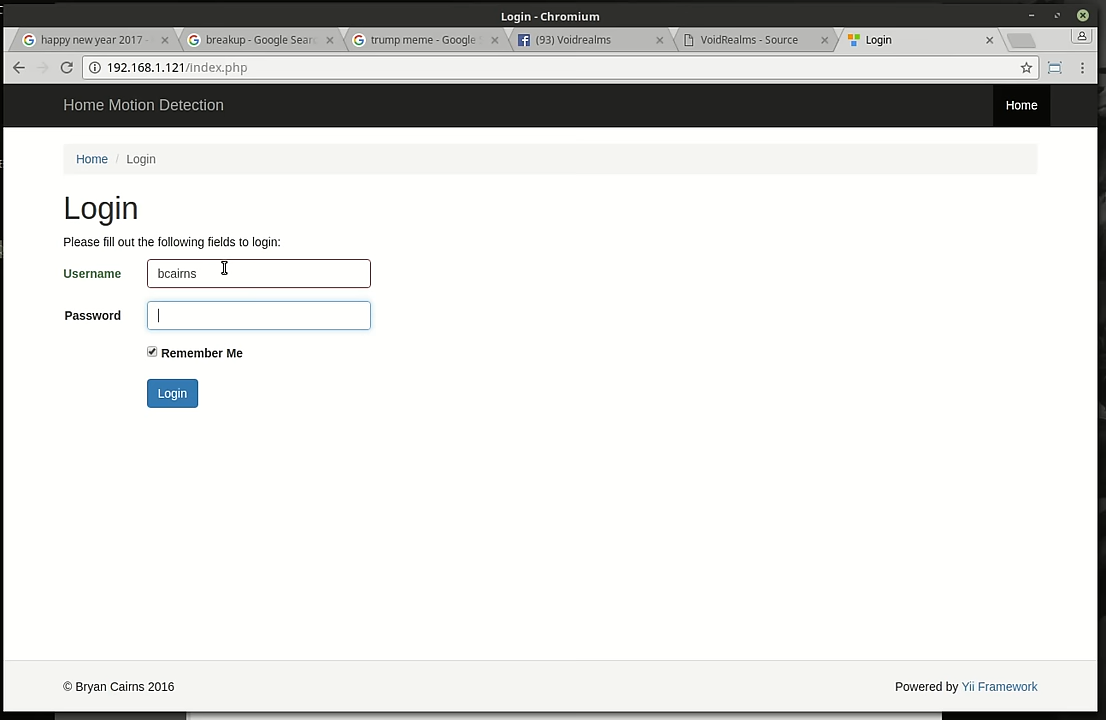 Login - Chromium
happy new year 2017 -
breakup - Google Sear
trump meme - Google
(93) Voidrealms
VoidRealms - Source
Login
192.168.1.121/index.php
Home Motion Detection
Home
Home / Login
Login
Please fill out the following fields to login:
Username bcairns
Password
Remember Me
Login
© Bryan Cairns 2016
Powered by Yii Framework